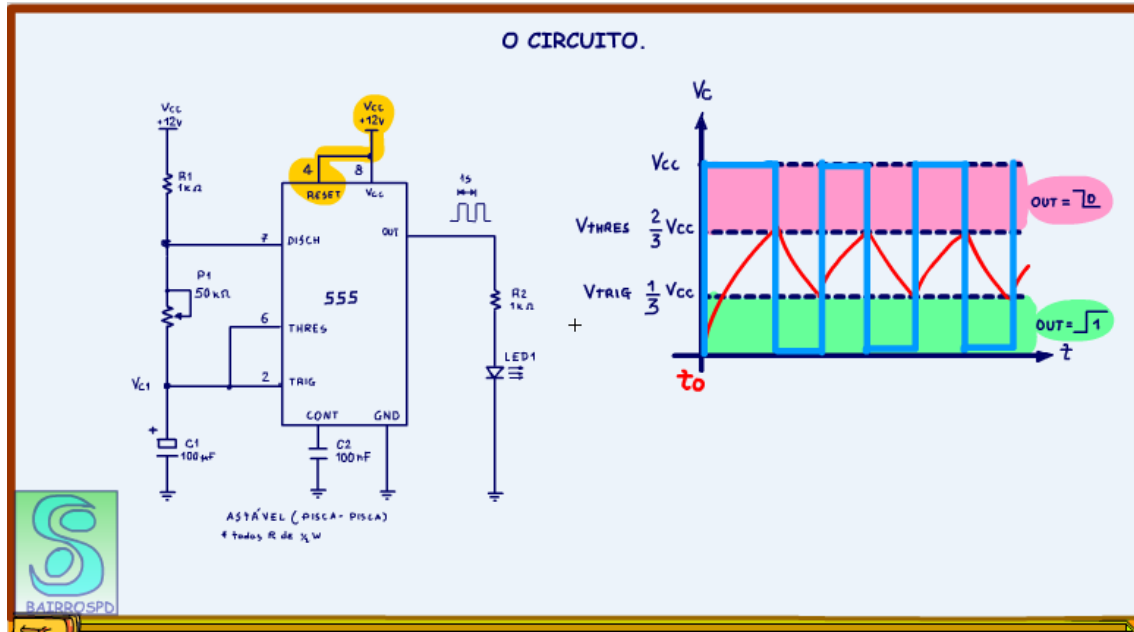 O CIRCUITO.
Vcc
+12V
R1
1KΩ
P1
50KΩ
VC1
+
C1
100µF
Vcc
+12V
4
8
RESET
Vcc
7
DISCH
OUT
555
6
THRES
2
TRIG
CONT
GND
C2
100nF
1s
R2
1KΩ
LED1
ASTÁVEL (PISCA-PISCA)
* todos R de ½ W
Vc
Vcc
VTHRES 2/3 Vcc
VTRIG 1/3 Vcc
OUT = 0
OUT = 1
t
to
BAIRROSPD